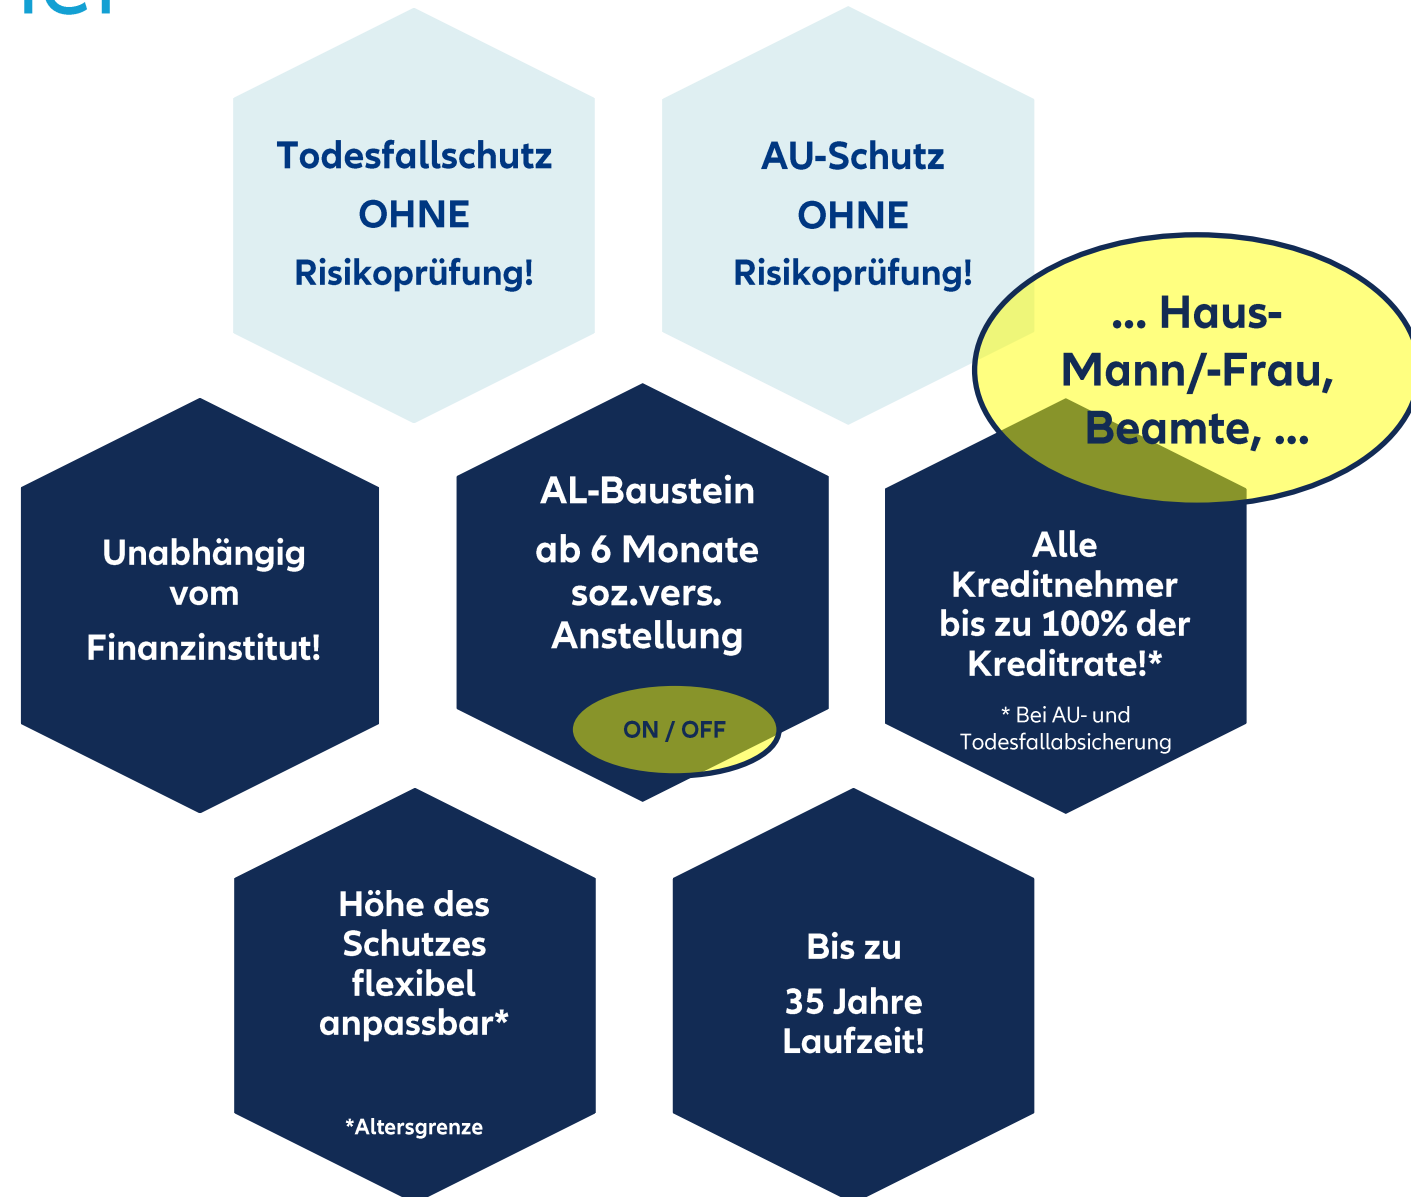 Todesfallschutz
OHNE
Risikoprüfung!
AU-Schutz
OHNE
Risikoprüfung!
... Haus-
Mann/-Frau,
Beamte, ...
Unabhängig
vom
Finanzinstitut!
AL-Baustein
ab 6 Monate
soz.vers.
Anstellung
ON / OFF
Alle
Kreditnehmer
bis zu 100% der
Kreditrate!*
* Bei AU- und
Todesfallabsicherung
Höhe des
Schutzes
flexibel
anpassbar*
*Altersgrenze
Bis zu
35 Jahre
Laufzeit!